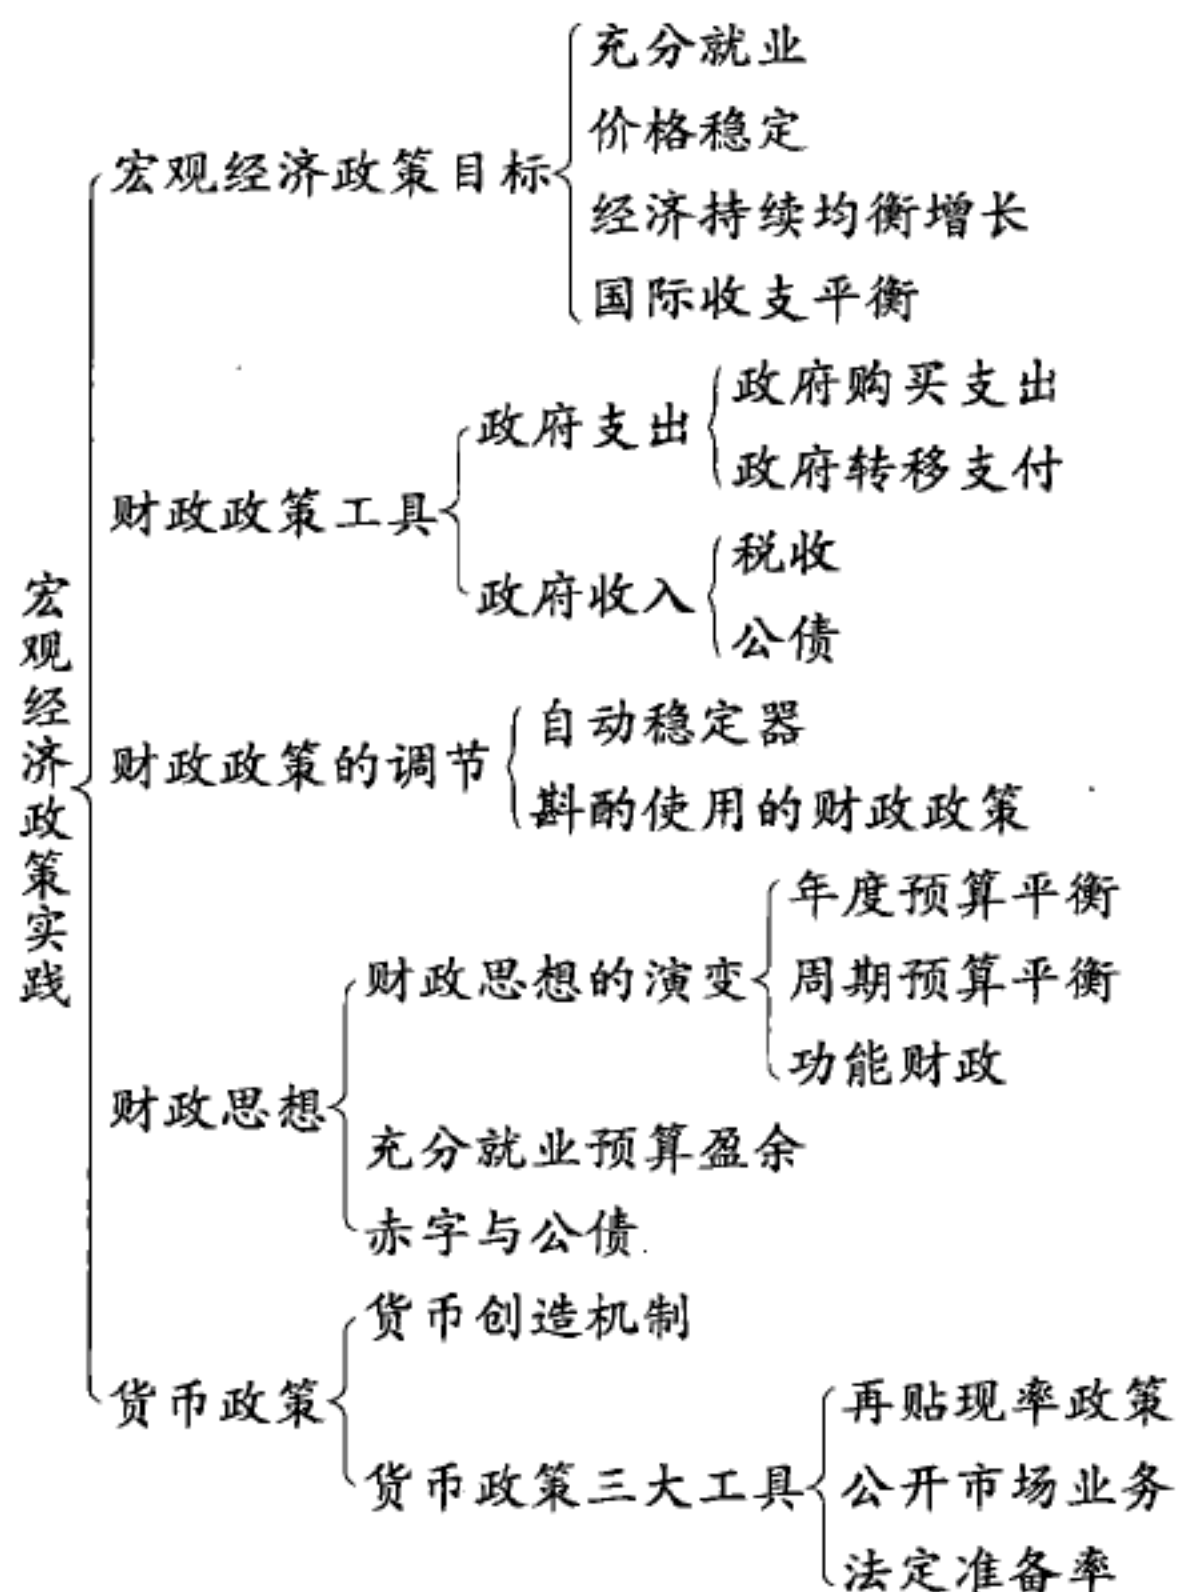 宏观经济政策实践
宏观经济政策目标
充分就业
价格稳定
经济持续均衡增长
国际收支平衡
财政政策工具
政府支出
政府购买支出
政府转移支付
政府收入
税收
公债
财政政策的调节
自动稳定器
斟酌使用的财政政策
财政思想
财政思想的演变
年度预算平衡
周期预算平衡
功能财政
充分就业预算盈余
赤字与公债
货币政策
货币创造机制
货币政策三大工具
再贴现率政策
公开市场业务
法定准备率